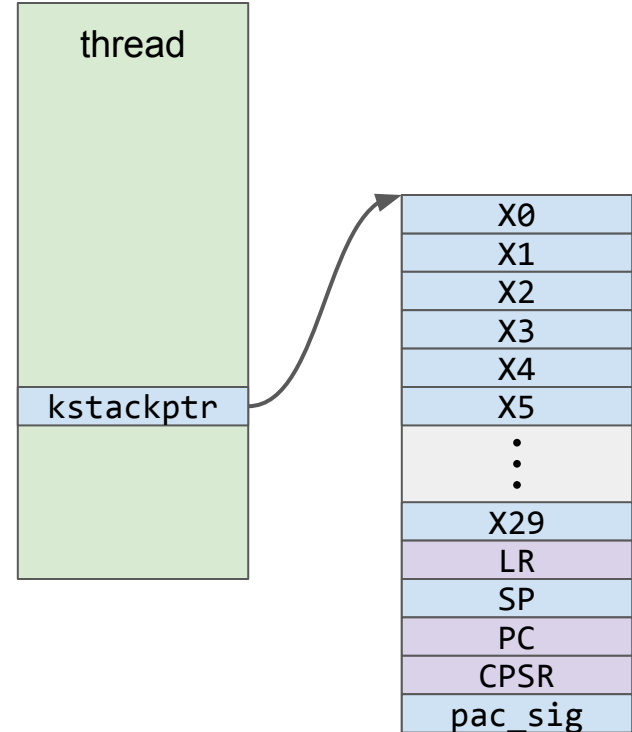 thread
kstackptr
X0
X1
X2
X3
X4
X5
X29
LR
SP
PC
CPSR
pac_sig